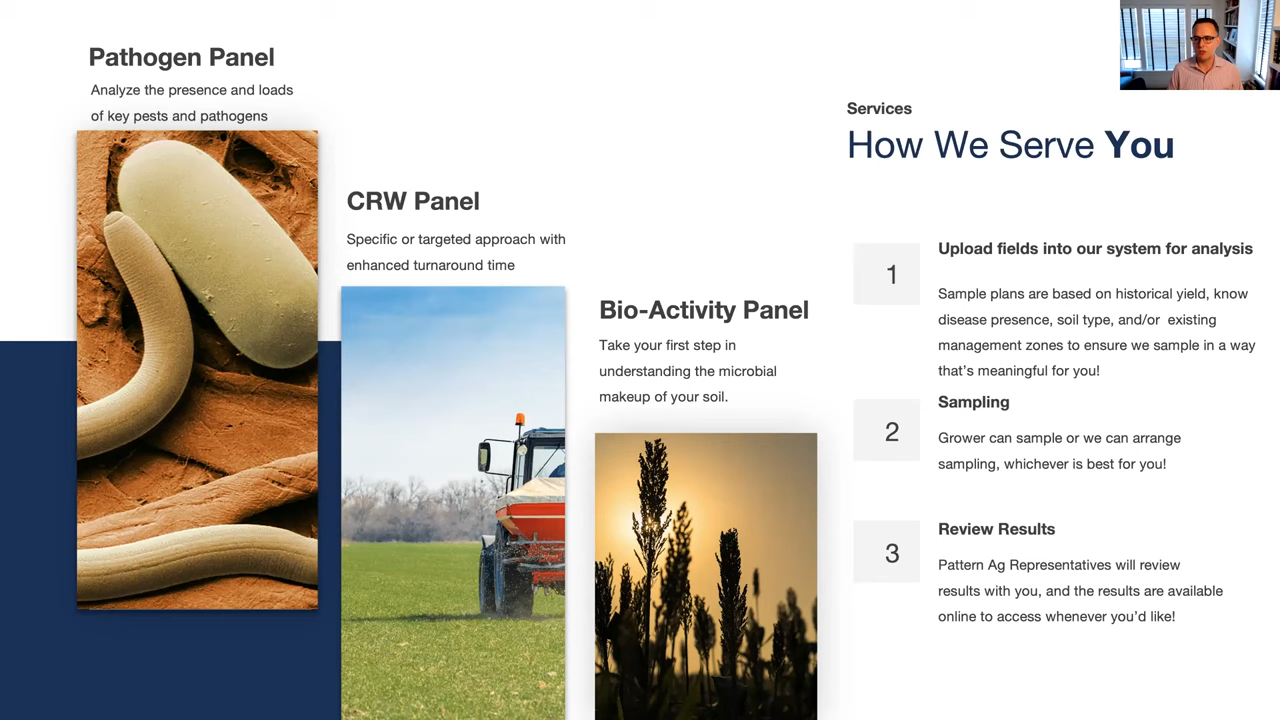 Pathogen Panel
Analyze the presence and loads
of key pests and pathogens
CRW Panel
Specific or targeted approach with
enhanced turnaround time
Bio-Activity Panel
Take your first step in
understanding the microbial
makeup of your soil.
Services
How We Serve You
1
Upload fields into our system for analysis
Sample plans are based on historical yield, know
disease presence, soil type, and/or existing
management zones to ensure we sample in a way
that's meaningful for you!
2
Sampling
Grower can sample or we can arrange
sampling, whichever is best for you!
3
Review Results
Pattern Ag Representatives will review
results with you, and the results are available
online to access whenever you'd like!